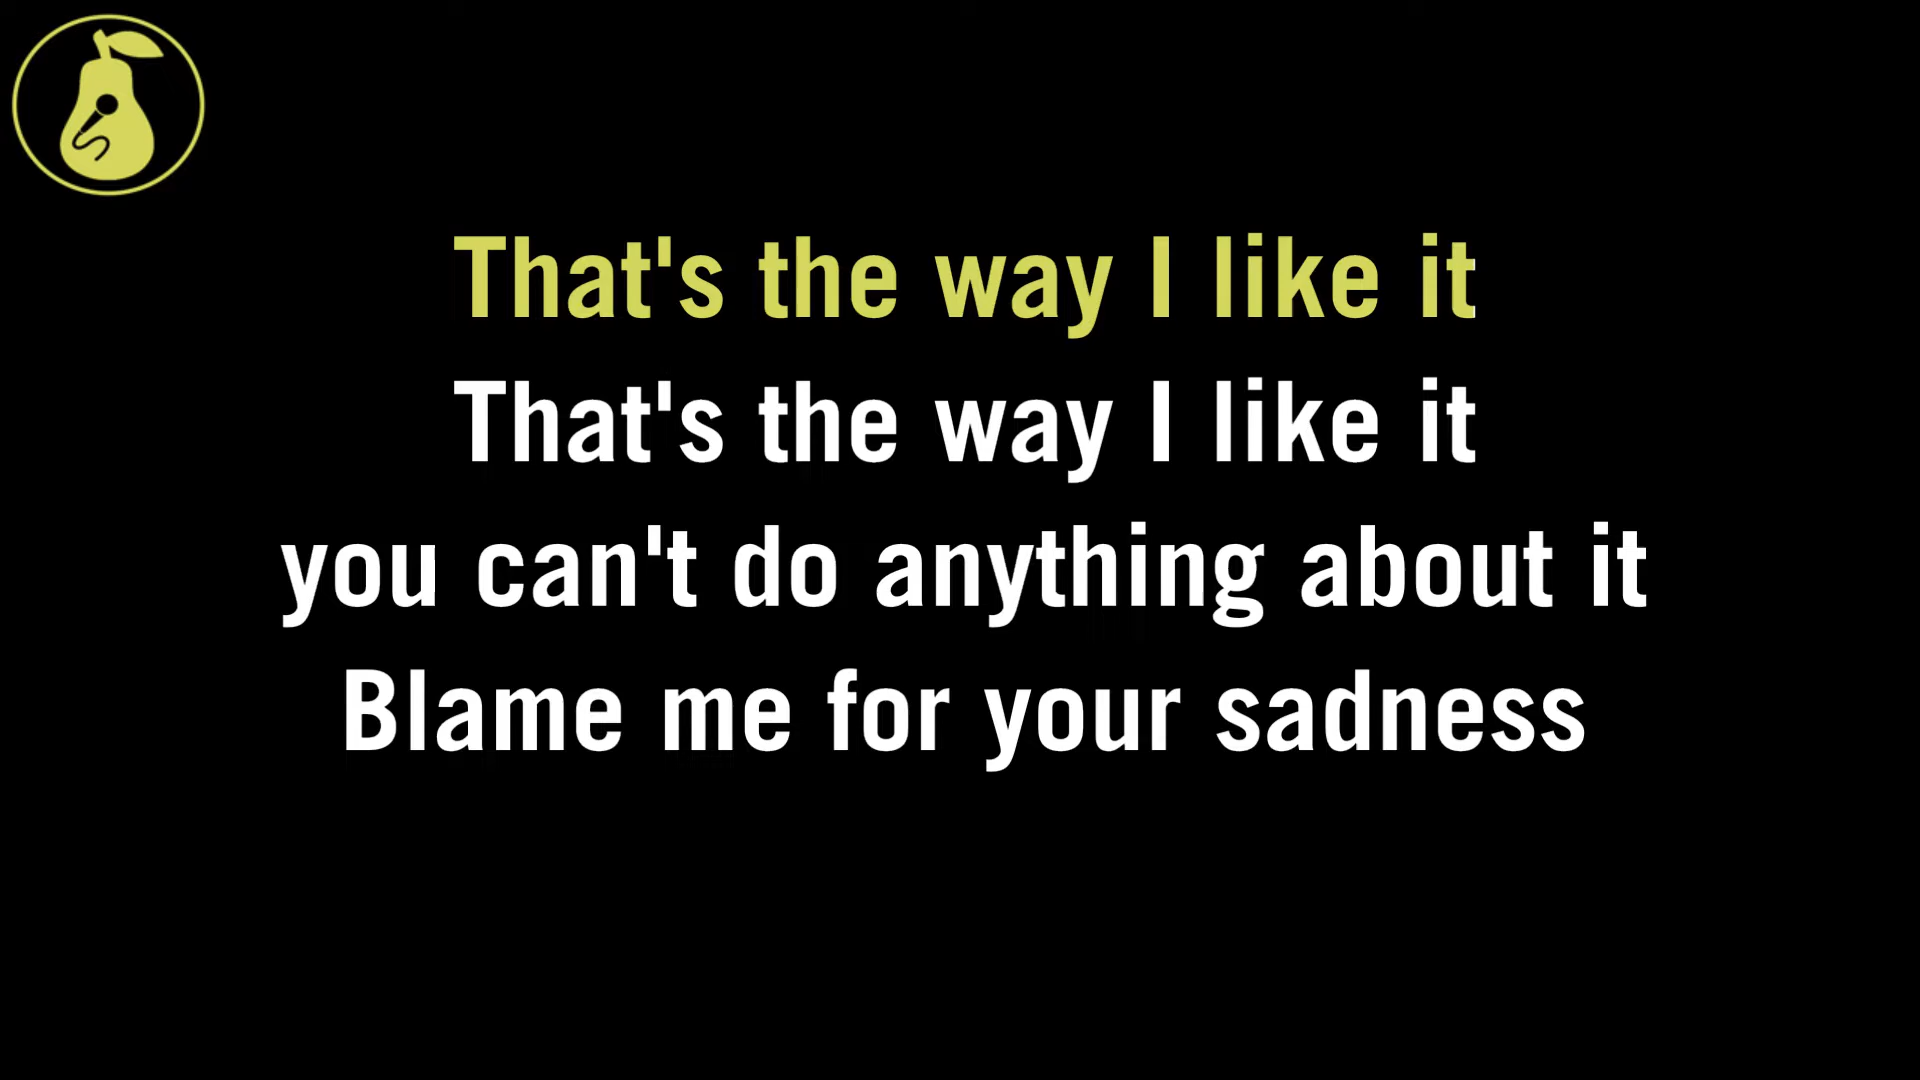 That's the way I like it
That's the way I like it
you can't do anything about it
Blame me for your sadness